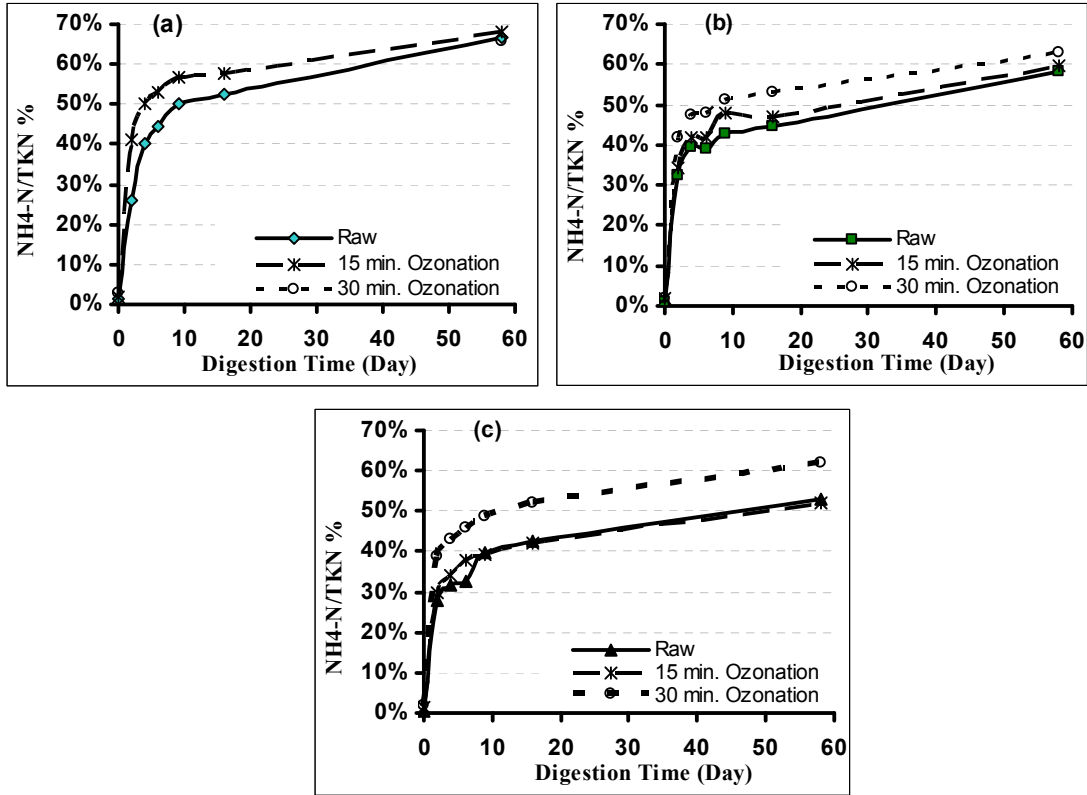 (a)
NH4-N/TKN %
70%
60%
50%
40%
30%
20%
10%
0%
Raw
15 min. Ozonation
30 min. Ozonation
0 10 20 30 40 50 60
Digestion Time (Day)
(b)
NH4-N/TKN %
70%
60%
50%
40%
30%
20%
10%
0%
Raw
15 min. Ozonation
30 min. Ozonation
0 10 20 30 40 50 60
Digestion Time (Day)
(c)
NH4-N/TKN %
70%
60%
50%
40%
30%
20%
10%
0%
Raw
15 min. Ozonation
30 min. Ozonation
0 10 20 30 40 50 60
Digestion Time (Day)